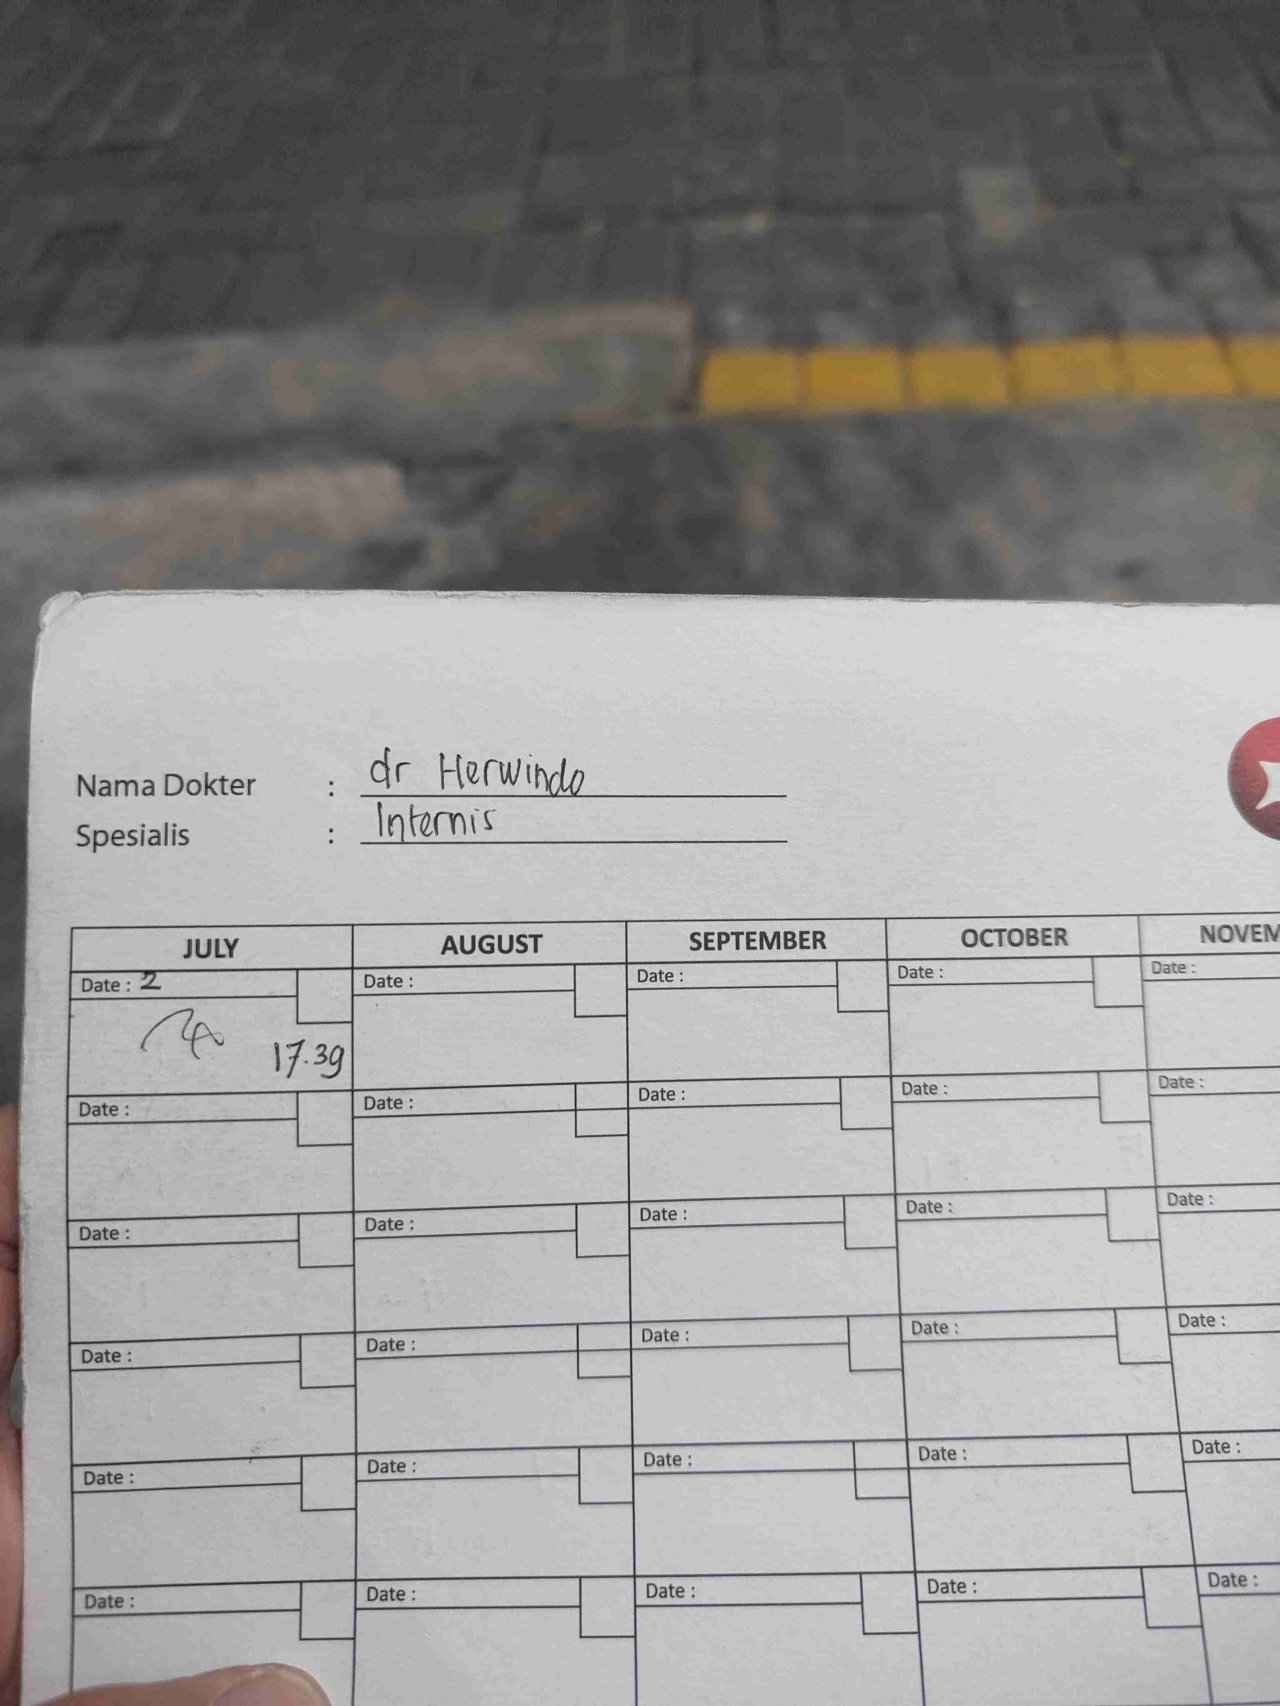 Nama Dokter : dr Herwindo
Spesialis : Internis
JULY AUGUST SEPTEMBER OCTOBER NOVEM
Date : 2 Date : Date : Date : Date :
17.39
Date : Date : Date : Date : Date :
Date : Date : Date : Date : Date :
Date : Date : Date : Date : Date :
Date : Date : Date : Date : Date :
Date : Date : Date : Date : Date :